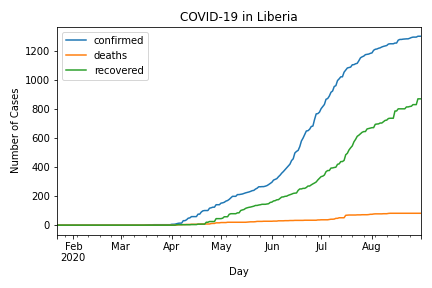 COVID-19 in Liberia
confirmed
deaths
recovered
Number of Cases
1200
1000
800
600
400
200
0
Feb Mar Apr May Jun Jul Aug
2020
Day